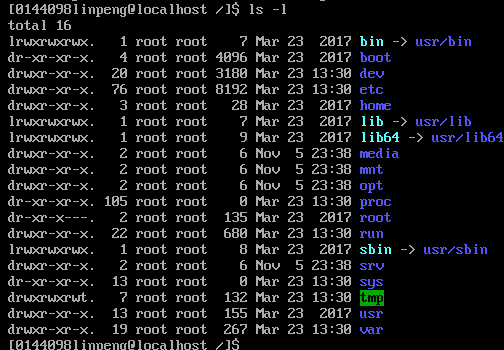 [0144098linpeng@localhost /]$ ls -l
total 16
lrwxrwxrwx.   1 root root    7 Mar 23  2017 bin -> usr/bin
dr-xr-xr-x.   4 root root 4096 Mar 23  2017 boot
drwxr-xr-x.  20 root root 3180 Mar 23 13:30 dev
drwxr-xr-x.  76 root root 8192 Mar 23 13:30 etc
drwxr-xr-x.   3 root root   28 Mar 23  2017 home
lrwxrwxrwx.   1 root root    7 Mar 23  2017 lib -> usr/lib
lrwxrwxrwx.   1 root root    9 Mar 23  2017 lib64 -> usr/lib64
drwxr-xr-x.   2 root root    6 Nov  5 23:38 media
drwxr-xr-x.   2 root root    6 Nov  5 23:38 mnt
drwxr-xr-x.   2 root root    6 Nov  5 23:38 opt
dr-xr-xr-x. 105 root root    0 Mar 23 13:30 proc
dr-xr-x---.   2 root root  135 Mar 23  2017 root
drwxr-xr-x.  22 root root  680 Mar 23 13:30 run
lrwxrwxrwx.   1 root root    8 Mar 23  2017 sbin -> usr/sbin
drwxr-xr-x.   2 root root    6 Nov  5 23:38 srv
dr-xr-xr-x.  13 root root    0 Mar 23 13:30 sys
drwxrwxrwt.   7 root root  132 Mar 23 13:30 tmp
drwxr-xr-x.  13 root root  155 Mar 23  2017 usr
drwxr-xr-x.  19 root root  267 Mar 23 13:30 var
[0144098linpeng@localhost /]$